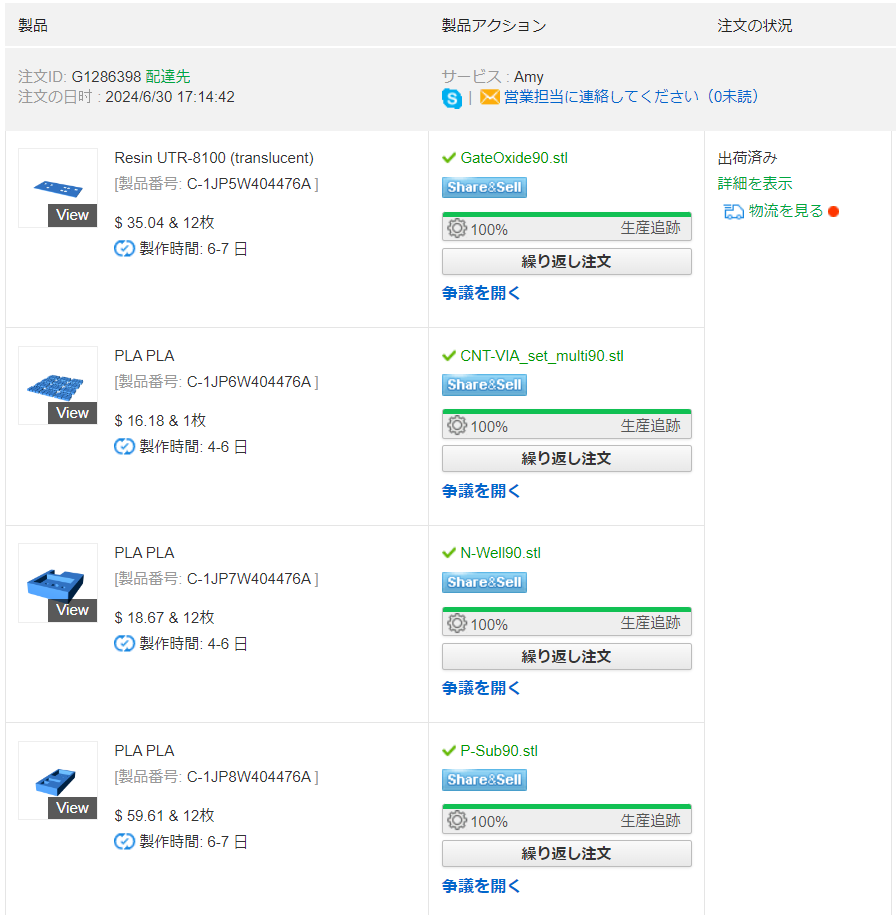 製品 製品アクション 注文の状況
注文ID: G1286398 配達先 サービス : Amy
注文の日時 : 2024/6/30 17:14:42 S | 営業担当に連絡してください（0未読）
Resin UTR-8100 (translucent) GateOxide90.stl 出荷済み
[製品番号: C-1JP5W404476A ] Share&Sell 詳細を表示
View 物流を見る
$ 35.04 & 12枚 100% 生産追跡
製作時間: 6-7 日 繰り返し注文
争議を開く
PLA PLA CNT-VIA_set_multi90.stl
[製品番号: C-1JP6W404476A ] Share&Sell
View
$ 16.18 & 1枚 100% 生産追跡
製作時間: 4-6 日 繰り返し注文
争議を開く
PLA PLA N-Well90.stl
[製品番号: C-1JP7W404476A ] Share&Sell
View
$ 18.67 & 12枚 100% 生産追跡
製作時間: 4-6 日 繰り返し注文
争議を開く
PLA PLA P-Sub90.stl
[製品番号: C-1JP8W404476A ] Share&Sell
View
$ 59.61 & 12枚 100% 生産追跡
製作時間: 6-7 日 繰り返し注文
争議を開く